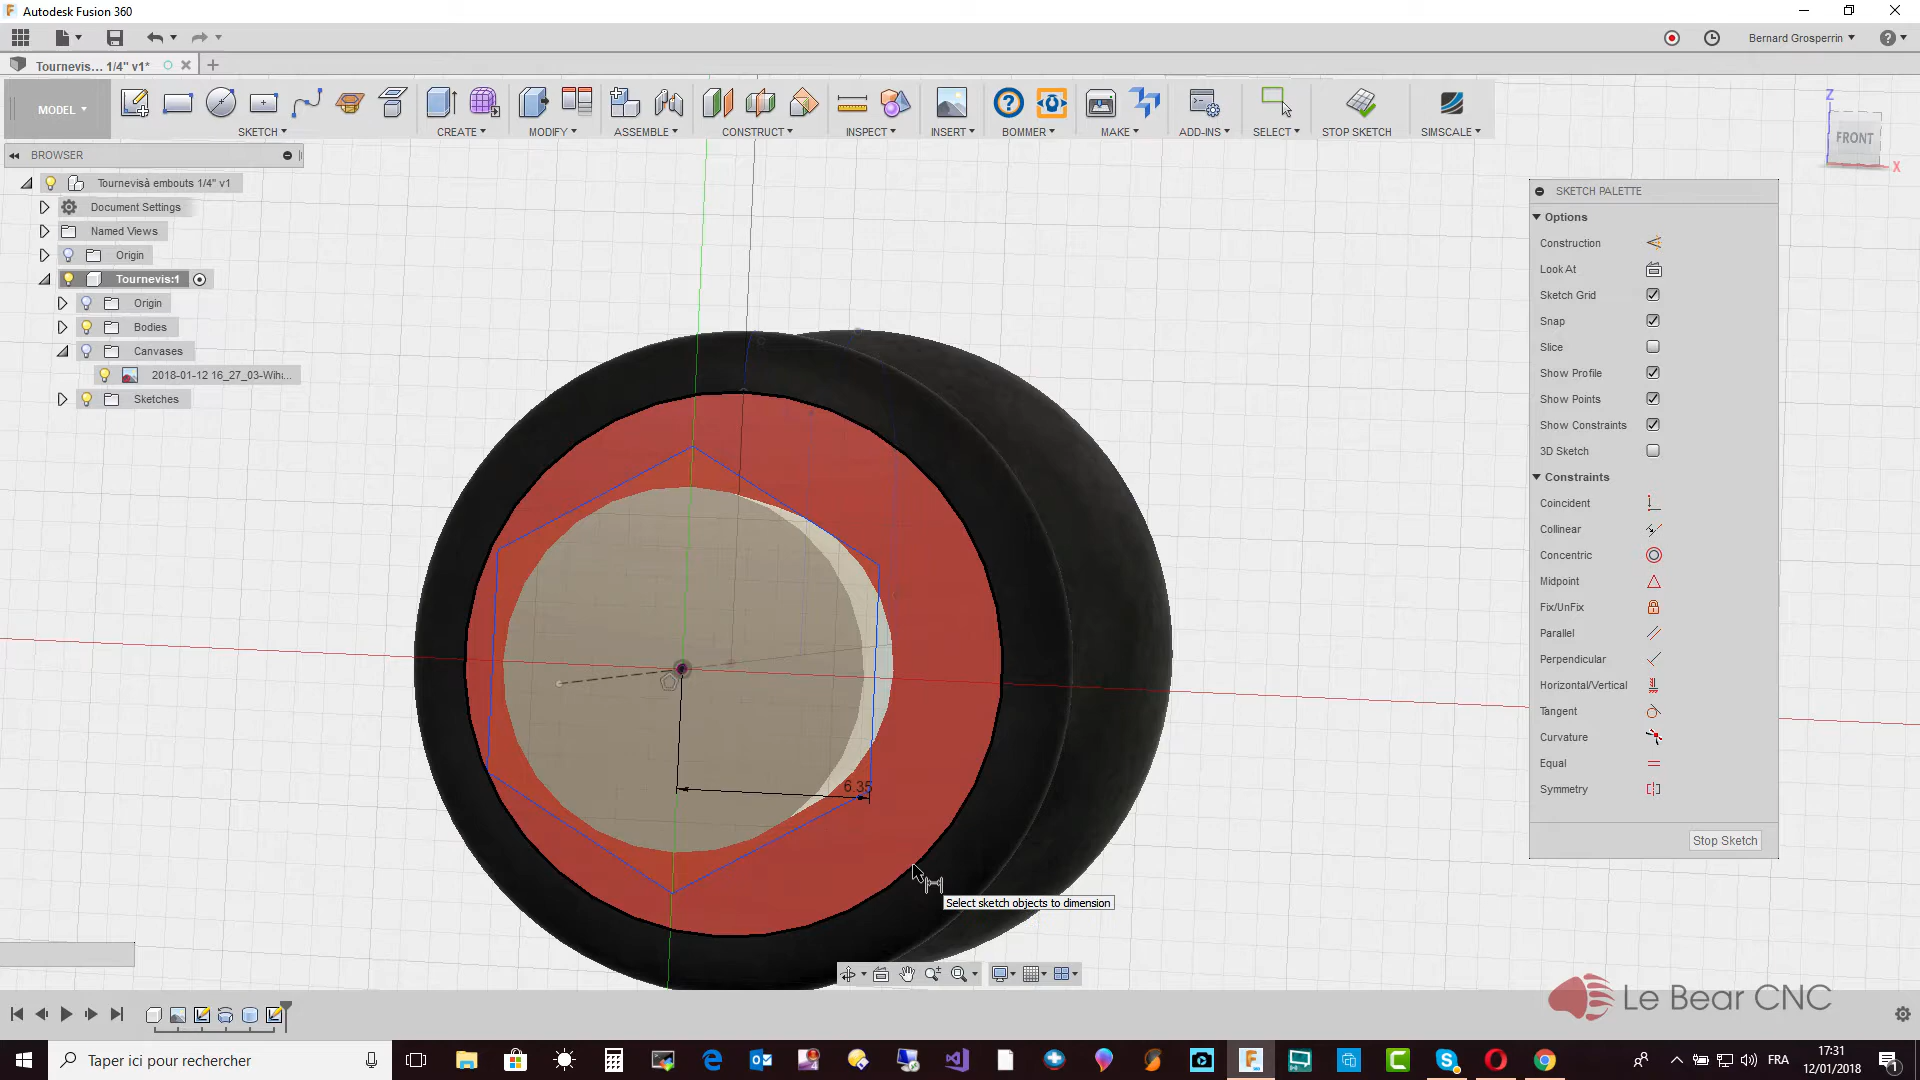 Autodesk Fusion 360
Bernard Grosperrin
Tournevis... 1/4" v1*
MODEL
SKETCH
CREATE
MODIFY
ASSEMBLE
CONSTRUCT
INSPECT
INSERT
BOMMER
MAKE
ADD-INS
SELECT
STOP SKETCH
SIMSCALE
Z
FRONT
X
BROWSER
Tournevisà embouts 1/4" v1
Document Settings
Named Views
Origin
Tournevis:1
Origin
Bodies
Canvases
2018-01-12 16_27_03-Wiha...
Sketches
SKETCH PALETTE
Options
Construction
Look At
Sketch Grid
Snap
Slice
Show Profile
Show Points
Show Constraints
3D Sketch
Constraints
Coincident
Collinear
Concentric
Midpoint
Fix/UnFix
Parallel
Perpendicular
Horizontal/Vertical
Tangent
Curvature
Equal
Symmetry
Stop Sketch
6.35
Select sketch objects to dimension
Le Bear CNC
Taper ici pour rechercher
FRA
17:31
12/01/2018
1